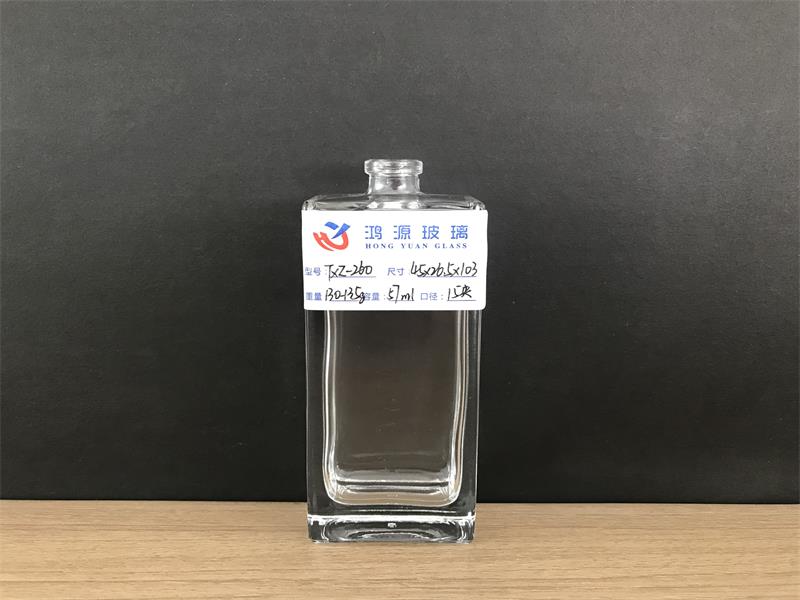 鸿源玻璃
HONG YUAN GLASS
型号：TXZ-260 尺寸 45x26.5x103
重量 130-135g 容量：57ml 口径：15夹